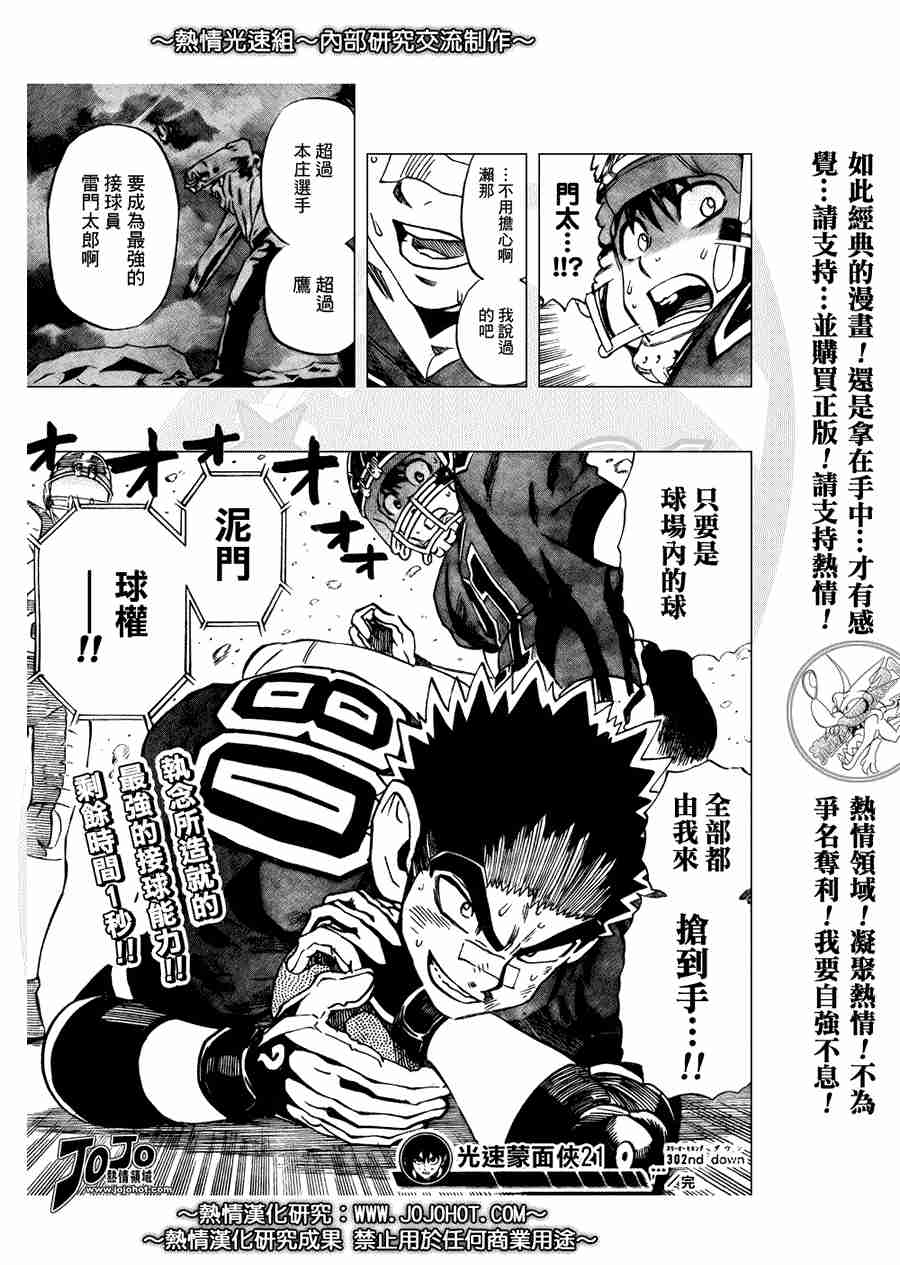 ～熱情光速組～內部研究交流制作～
門太…!!?
…不用擔心啊
瀨那
我說過
的吧
超過
本庄選手
超過
鷹
要成為最強的
接球員
雷門太郎啊
只要是
球場內的球
オオオオ
泥門
球權
——!!
全部都
由我來
搶到手…!!
執念所造就的
最強的接球能力!!
剩餘時間1秒!!
如此經典的漫畫！還是拿在手中…才有感
覺…請支持…並購買正版！請支持熱情！
熱情領域！凝聚熱情！不為
爭名奪利！我要自強不息！
JOJO
熱情領域
www.jojohot.com
光速蒙面俠21
302nd down
完
～熱情漢化研究：WWW.JOJOHOT.COM～
～熱情漢化研究成果 禁止用於任何商業用途～